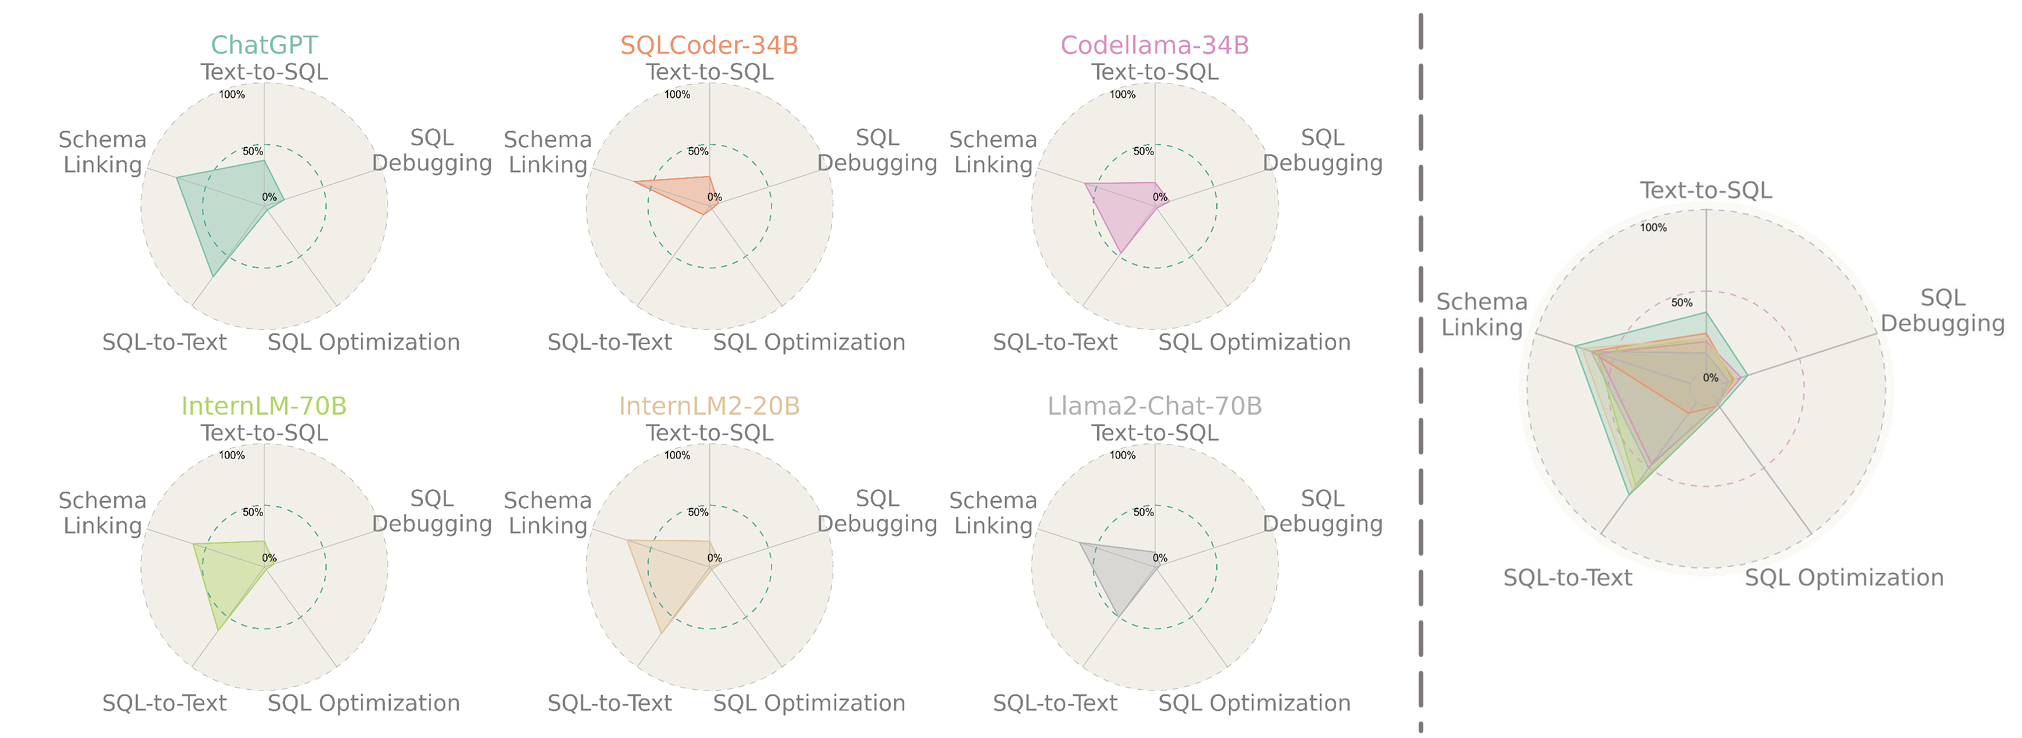 ChatGPT
Text-to-SQL
100%
SQL
Debugging
Schema
Linking
50%
0%
SQL-to-Text
SQL Optimization
SQLCoder-34B
Text-to-SQL
100%
SQL
Debugging
Schema
Linking
50%
0%
SQL-to-Text
SQL Optimization
Codellama-34B
Text-to-SQL
100%
SQL
Debugging
Schema
Linking
50%
0%
SQL-to-Text
SQL Optimization
InternLM-70B
Text-to-SQL
100%
SQL
Debugging
Schema
Linking
50%
0%
SQL-to-Text
SQL Optimization
InternLM2-20B
Text-to-SQL
100%
SQL
Debugging
Schema
Linking
50%
0%
SQL-to-Text
SQL Optimization
Llama2-Chat-70B
Text-to-SQL
100%
SQL
Debugging
Schema
Linking
50%
0%
SQL-to-Text
SQL Optimization
Text-to-SQL
100%
SQL
Debugging
Schema
Linking
50%
0%
SQL-to-Text
SQL Optimization